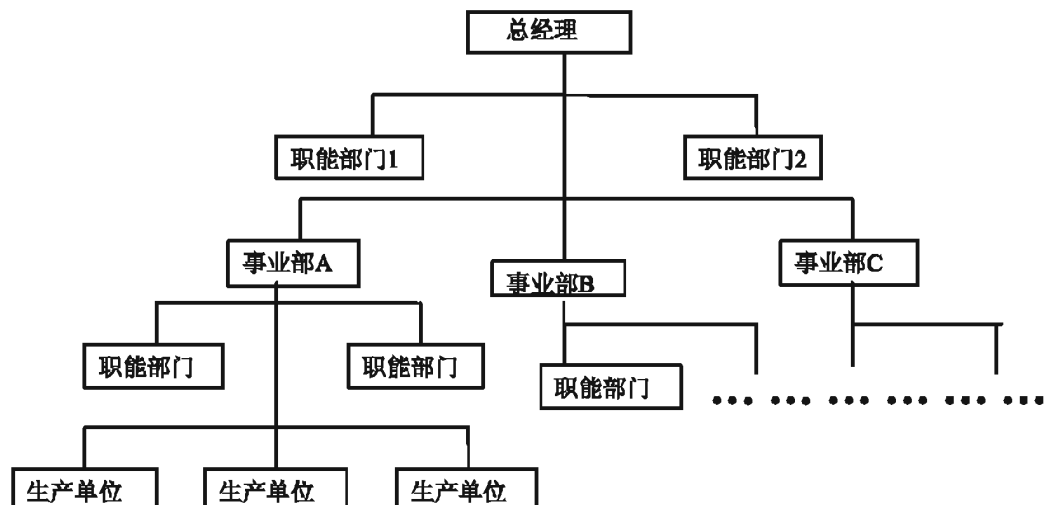 总经理
职能部门1
职能部门2
事业部A
事业部B
事业部C
职能部门
职能部门
职能部门
••• ••• ••• ••• ••• •••
生产单位
生产单位
生产单位